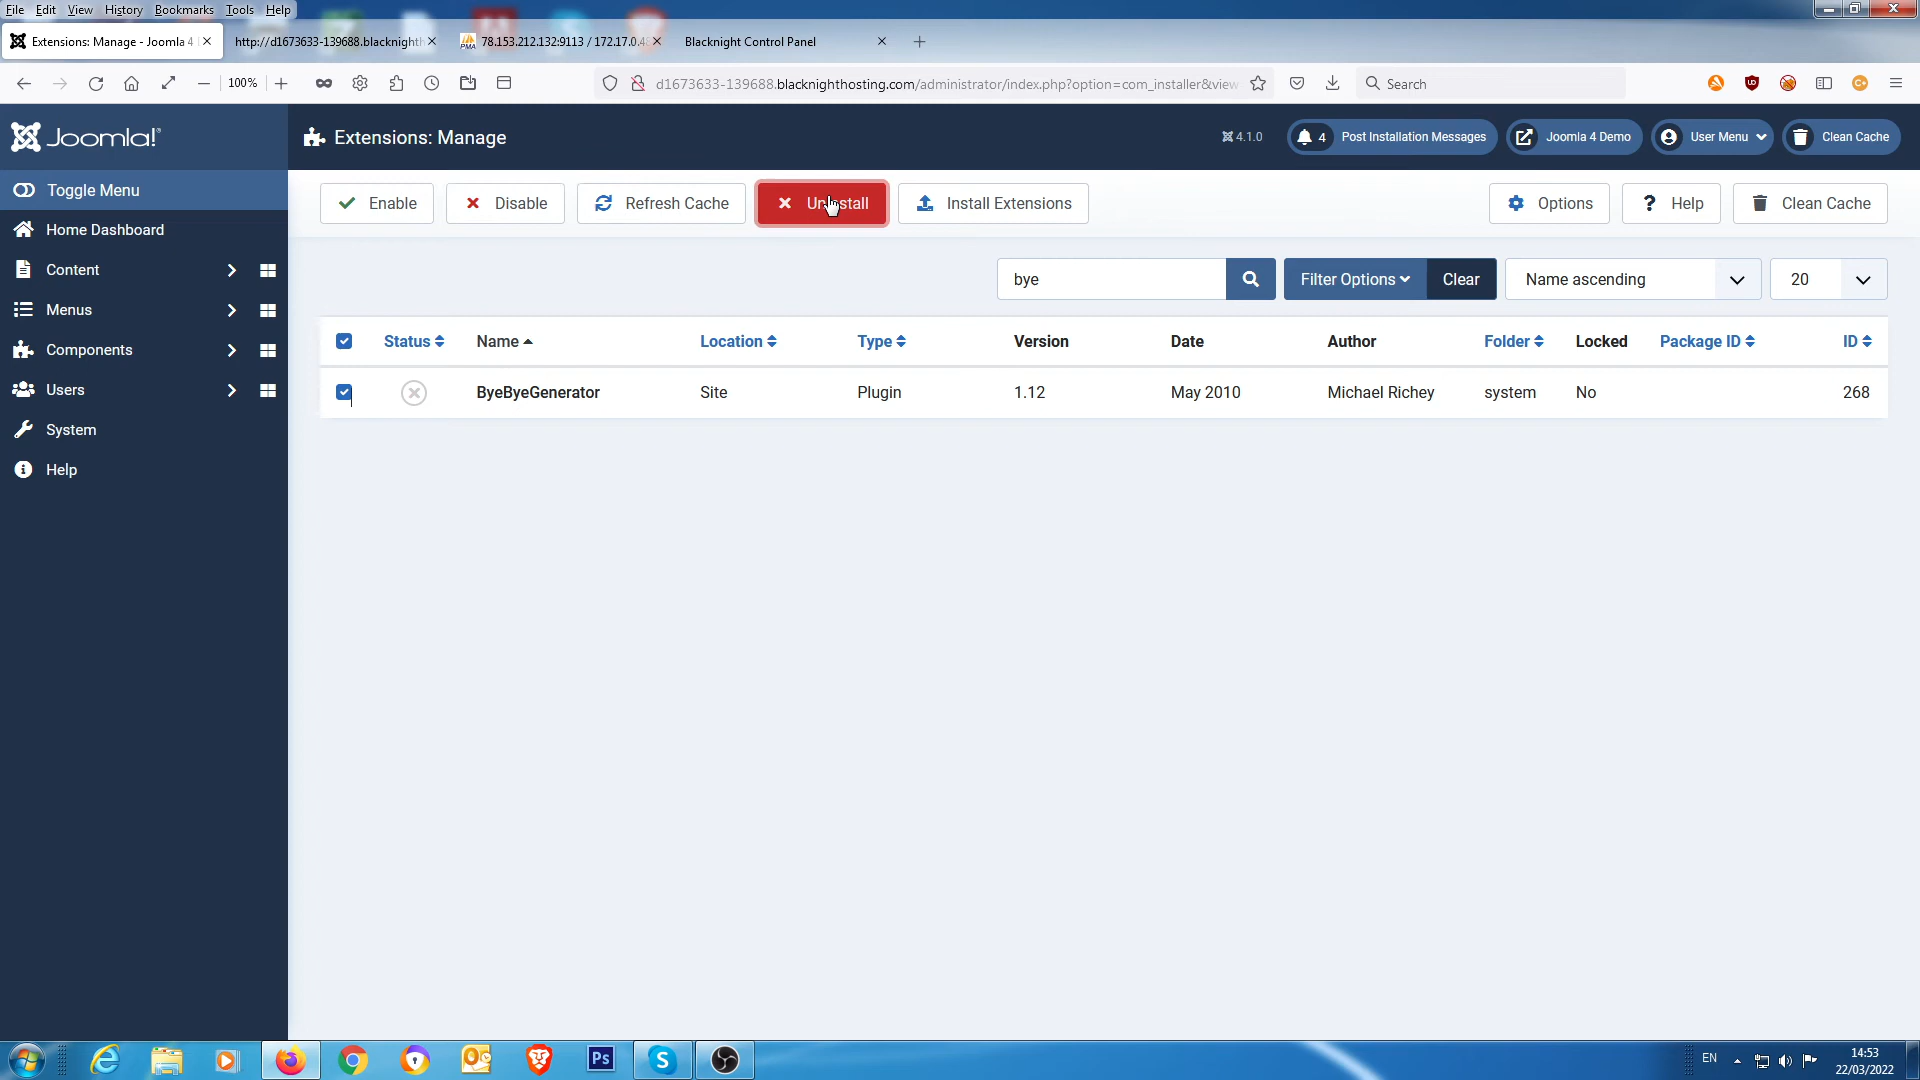 File Edit View History Bookmarks Tools Help
Extensions: Manage - Joomla 4
http://d1673633-139688.blacknight
78.153.212.132:9113 / 172.17.0.4
Blacknight Control Panel
100%
d1673633-139688.blacknighthosting.com/administrator/index.php?option=com_installer&view
Search
Joomla!
Extensions: Manage
4.1.0
4 Post Installation Messages
Joomla 4 Demo
User Menu
Clean Cache
Toggle Menu
Enable
Disable
Refresh Cache
Uninstall
Install Extensions
Options
Help
Clean Cache
Home Dashboard
Content
Menus
Components
Users
System
Help
bye
Filter Options
Clear
Name ascending
20
Status Name Location Type Version Date Author Folder Locked Package ID ID
ByeByeGenerator Site Plugin 1.12 May 2010 Michael Richey system No 268
Ps
EN
14:53
22/03/2022